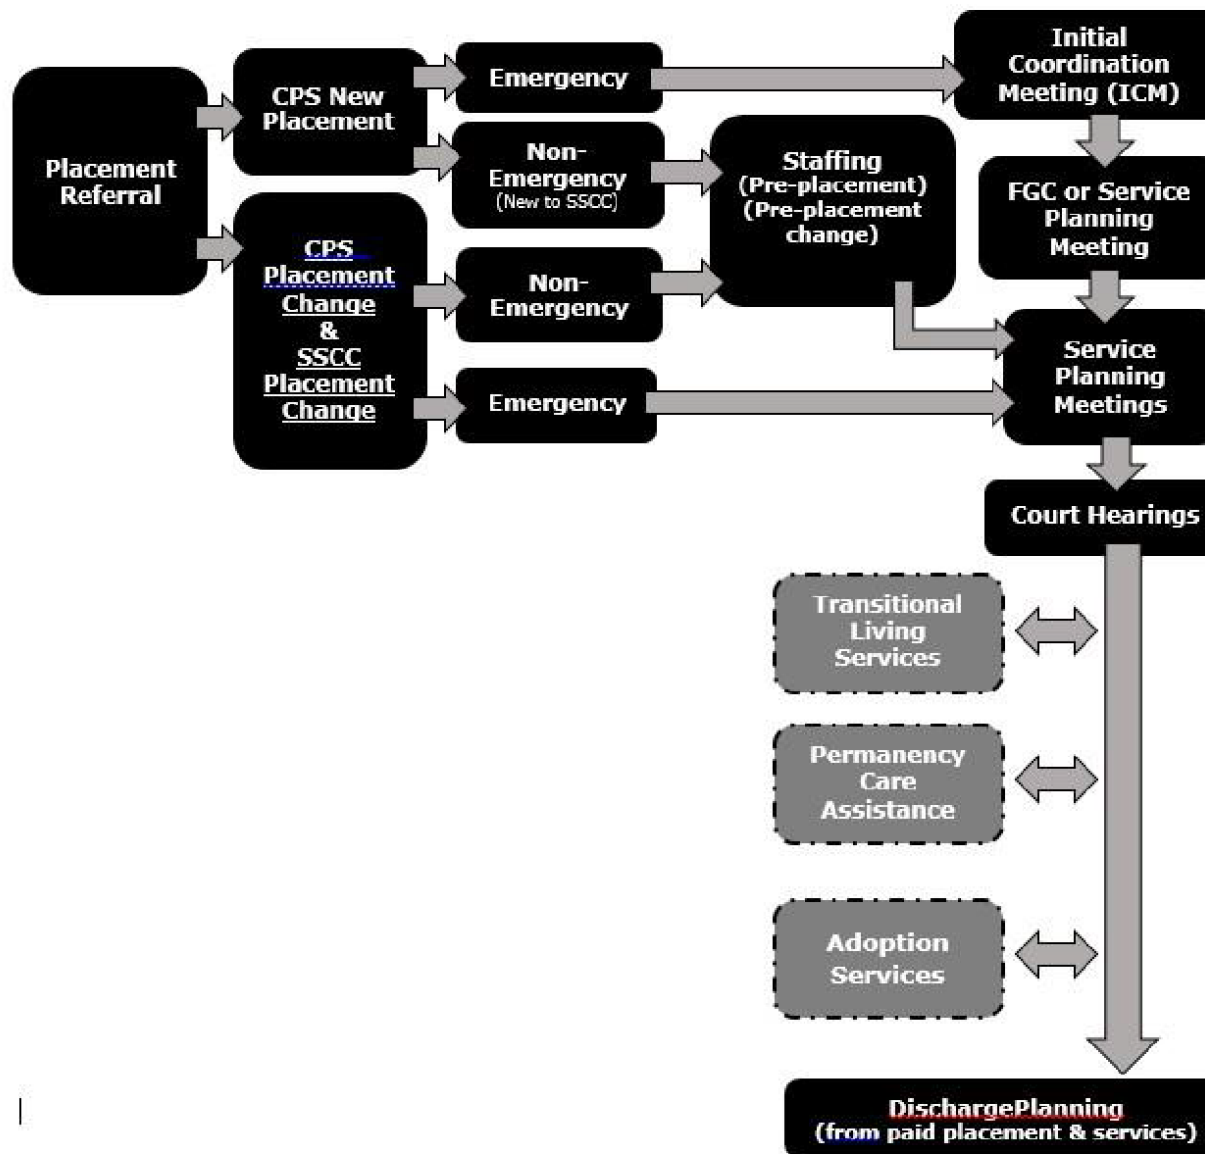 Placement
Referral
CPS New
Placement
CPS
Placement
Change
&
SSCC
Placement
Change
Emergency
Non-
Emergency
(New to SSCC)
Non-
Emergency
Emergency
Staffing
(Pre-placement)
(Pre-placement
change)
Initial
Coordination
Meeting (ICM)
FGC or Service
Planning
Meeting
Service
Planning
Meetings
Court Hearings
Transitional
Living
Services
Permanency
Care
Assistance
Adoption
Services
DischargePlanning
(from paid placement & services)